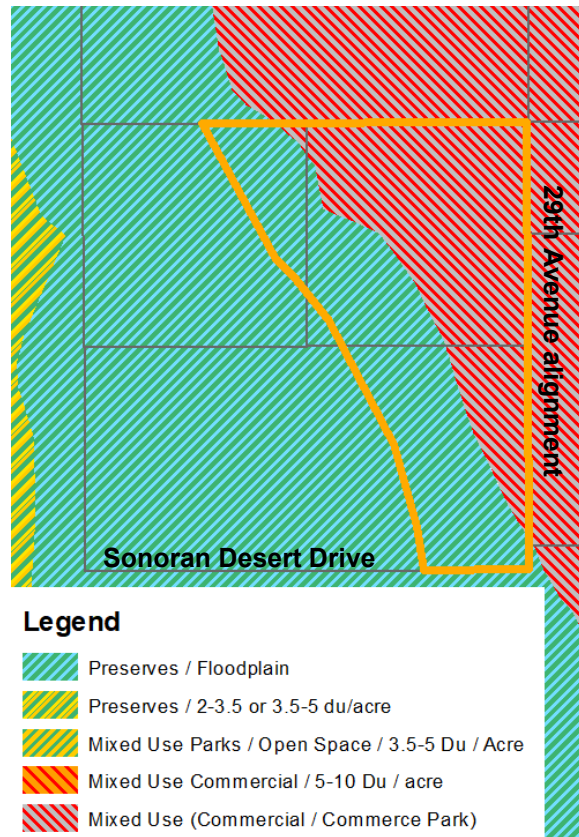 29th Avenue alignment
Sonoran Desert Drive
Legend
Preserves / Floodplain
Preserves / 2-3.5 or 3.5-5 du/acre
Mixed Use Parks / Open Space / 3.5-5 Du / Acre
Mixed Use Commercial / 5-10 Du / acre
Mixed Use (Commercial / Commerce Park)